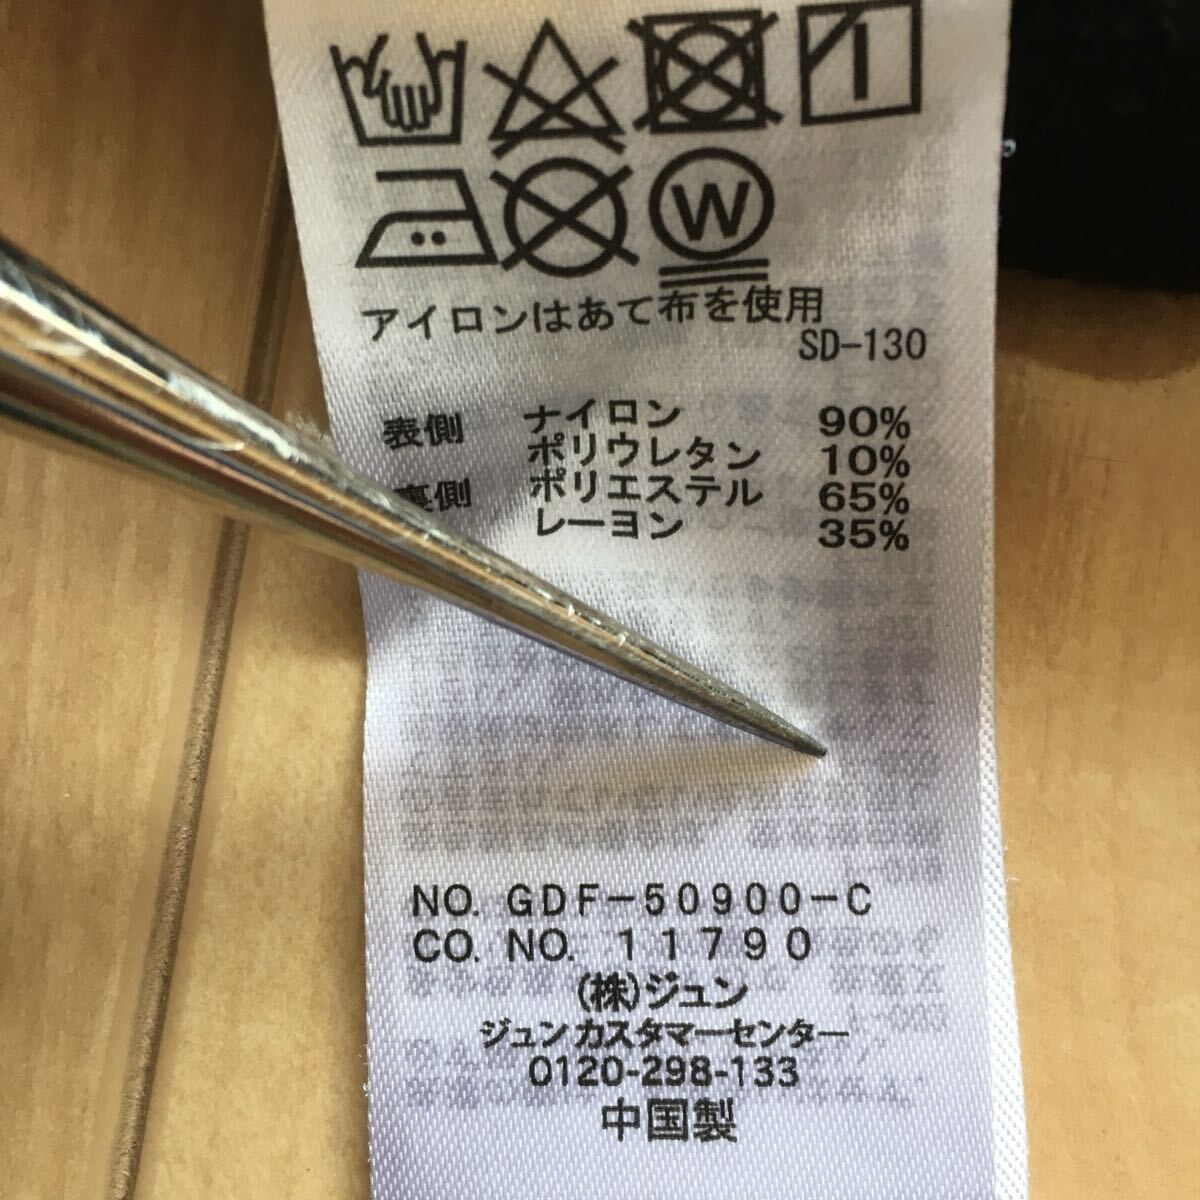 W
アイロンはあて布を使用
SD-130
表側 ナイロン 90%
ポリウレタン 10%
裏側 ポリエステル 65%
レーヨン 35%
NO. GDF-50900-C
CO. NO. 11790
(株)ジュン
ジュンカスタマーセンター
0120-298-133
中国製